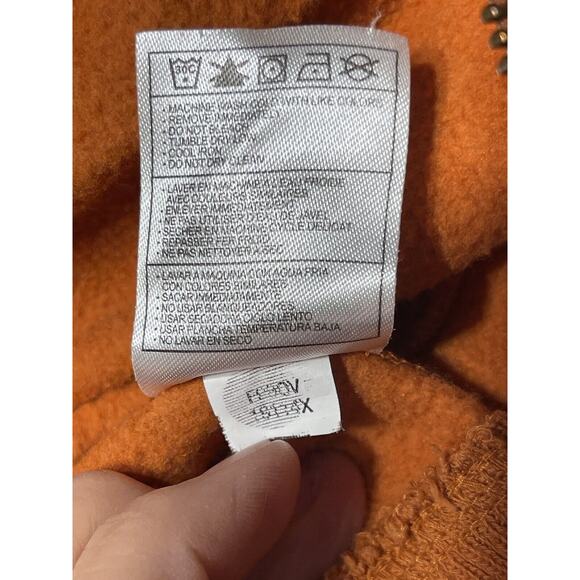 30C
• MACHINE WASH COLD WITH LIKE COLORS
REMOVE IMMEDIATELY
• DO NOT BLEACH
• TUMBLE DRY LOW
• COOL IRON
• DO NOT DRY CLEAN
• LAVER EN MACHINE A L'EAU FROIDE
AVEC COULEURS SIMILAIRES
• ENLEVER IMMEDIATEMENT
NE PAS UTILISER D'EAU DE JAVEL
• SECHER EN MACHINE CYCLE DELICAT
REPASSER FER FROID
NE PAS NETTOYER A SEC
• LAVAR A MAQUINA CON AGUA FRIA
CON COLORES SIMILARES
• SACAR INMEDIATAMENTE
NO USAR BLANQUEADORES
• USAR SECADORA CICLO LENTO
USAR PLANCHA TEMPERATURA BAJA
NO LAVAR EN SECO